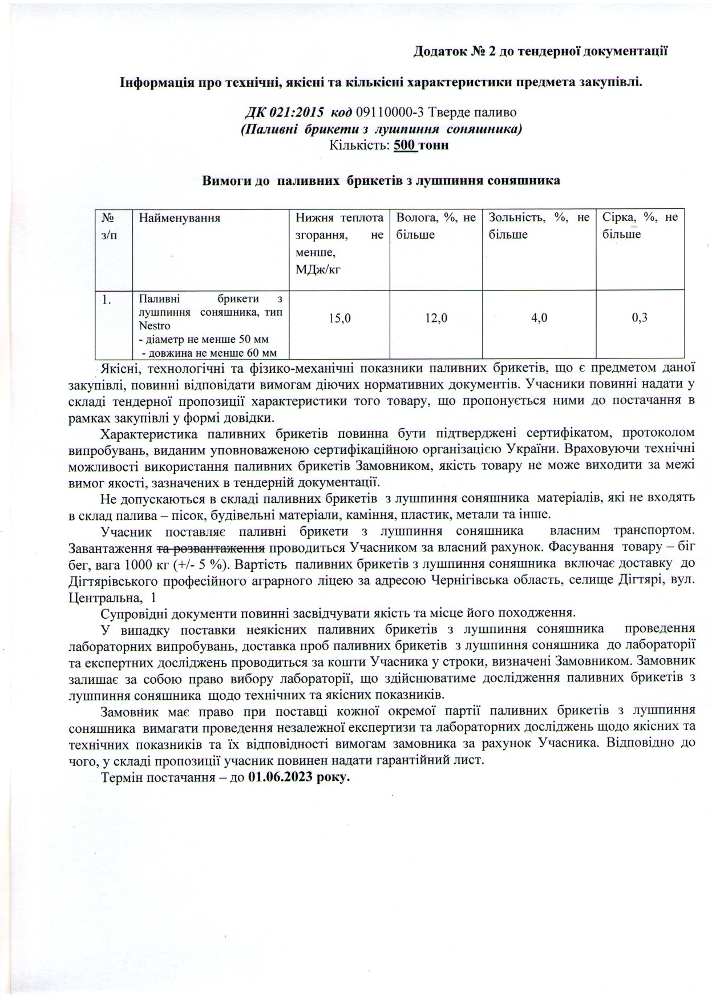 Додаток № 2 до тендерної документації
Інформація про технічні, якісні та кількісні характеристики предмета закупівлі.
ДК 021:2015 код 09110000-3 Тверде паливо
(Паливні брикети з лушпиння соняшника)
Кількість: 500 тонн
Вимоги до паливних брикетів з лушпиння соняшника
№ з/п
Найменування
Нижня теплота
згорання, не
менше,
МДж/кг
Волога, %, не
більше
Зольність, %, не
більше
Сірка, %, не
більше
1.
Паливні брикети з
лушпиння соняшника, тип
Nestro
- діаметр не менше 50 мм
- довжина не менше 60 мм
15,0
12,0
4,0
0,3
Якісні, технологічні та фізико-механічні показники паливних брикетів, що є предметом даної
закупівлі, повинні відповідати вимогам діючих нормативних документів. Учасники повинні надати у
складі тендерної пропозиції характеристики того товару, що пропонується ними до постачання в
рамках закупівлі у формі довідки.
Характеристика паливних брикетів повинна бути підтверджені сертифікатом, протоколом
випробувань, виданим уповноваженою сертифікаційною організацією України. Враховуючи технічні
можливості використання паливних брикетів Замовником, якість товару не може виходити за межі
вимог якості, зазначених в тендерній документації.
Не допускаються в складі паливних брикетів з лушпиння соняшника матеріалів, які не входять
в склад палива – пісок, будівельні матеріали, каміння, пластик, метали та інше.
Учасник поставляє паливні брикети з лушпиння соняшника власним транспортом.
Завантаження та розвантаження проводиться Учасником за власний рахунок. Фасування товару – біг
бег, вага 1000 кг (+/- 5 %). Вартість паливних брикетів з лушпиння соняшника включає доставку до
Дігтярівського професійного аграрного ліцею за адресою Чернігівська область, селище Дігтярі, вул.
Центральна, 1
Супровідні документи повинні засвідчувати якість та місце його походження.
У випадку поставки неякісних паливних брикетів з лушпиння соняшника проведення
лабораторних випробувань, доставка проб паливних брикетів з лушпиння соняшника до лабораторії
та експертних досліджень проводиться за кошти Учасника у строки, визначені Замовником. Замовник
залишає за собою право вибору лабораторії, що здійснюватиме дослідження паливних брикетів з
лушпиння соняшника щодо технічних та якісних показників.
Замовник має право при поставці кожної окремої партії паливних брикетів з лушпиння
соняшника вимагати проведення незалежної експертизи та лабораторних досліджень щодо якісних та
технічних показників та їх відповідності вимогам замовника за рахунок Учасника. Відповідно до
чого, у складі пропозиції учасник повинен надати гарантійний лист.
Термін постачання – до 01.06.2023 року.